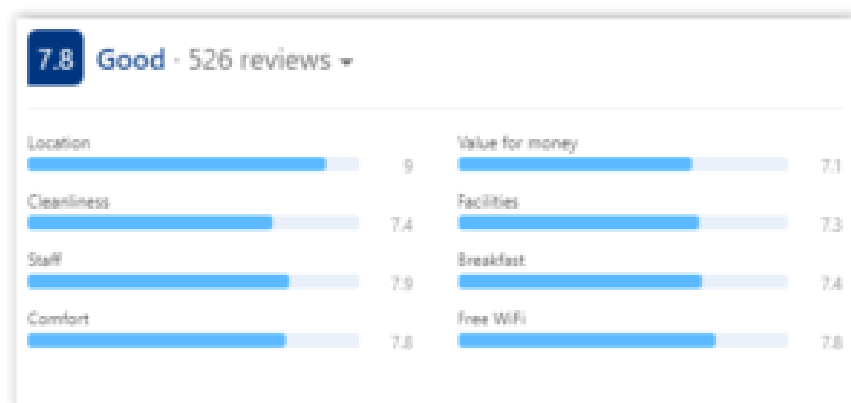 7.8 Good · 526 reviews
Location 9
Cleanliness 7.4
Staff 7.9
Comfort 7.8
Value for money 7.1
Facilities 7.3
Breakfast 7.4
Free WiFi 7.8